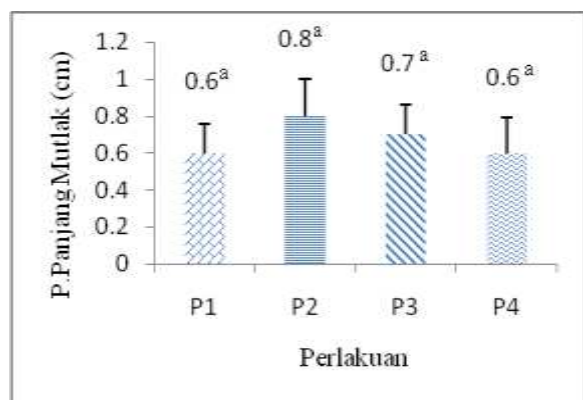 P.Panjang Mutlak (cm)
1.2
1
0.8
0.6
0.4
0.2
0
0.6ᵃ
0.8ᵃ
0.7ᵃ
0.6ᵃ
P1
P2
P3
P4
Perlakuan